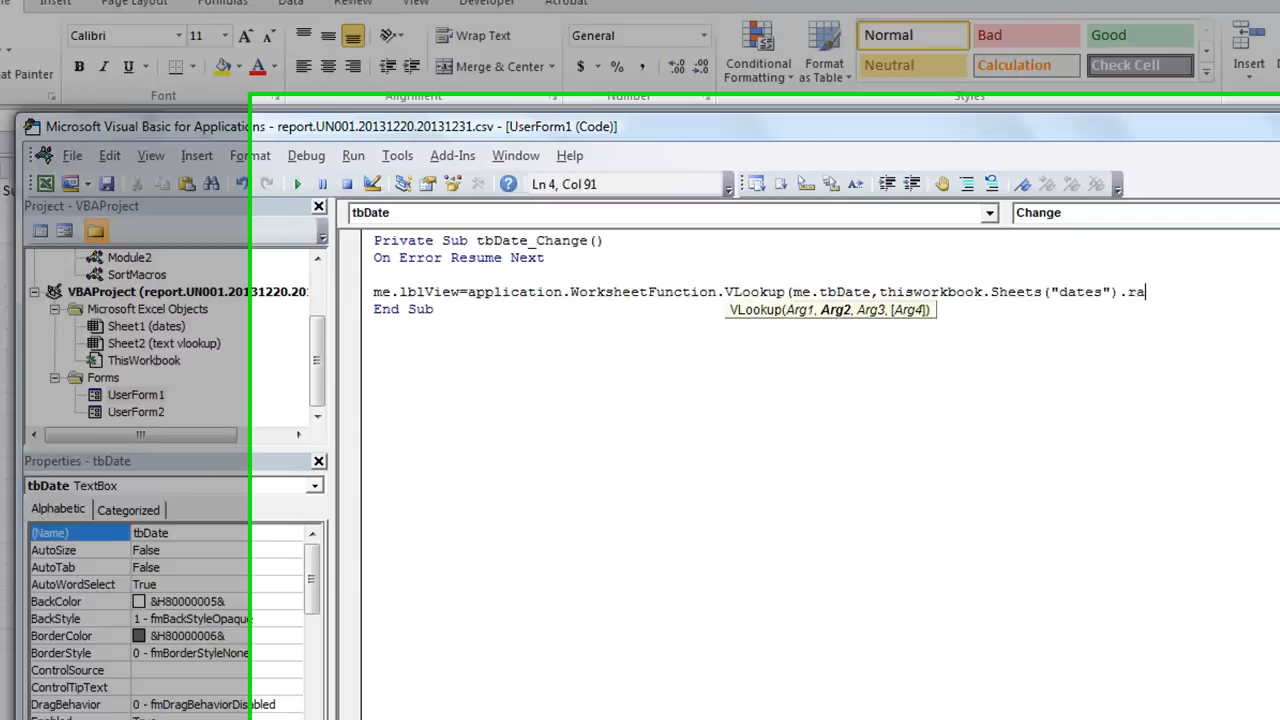 Insert Page Layout Formulas Data Review View Developer Acrobat
Calibri 11 A A Wrap Text General Conditional Formatting Format as Table Normal Bad Good Insert
at Painter B I U A Merge & Center $ % , .00 Neutral Calculation Check Cell
Font Alignment Number Styles
Microsoft Visual Basic for Applications - report.UN001.20131220.20131231.csv - [UserForm1 (Code)]
File Edit View Insert Format Debug Run Tools Add-Ins Window Help
Ln 4, Col 91
Project - VBAProject
tbDate Change
Module2
SortMacros
VBAProject (report.UN001.20131220.201
Microsoft Excel Objects
Sheet1 (dates)
Sheet2 (text vlookup)
ThisWorkbook
Forms
UserForm1
UserForm2
Private Sub tbDate_Change()
On Error Resume Next
me.lblView=application.WorksheetFunction.VLookup(me.tbDate,thisworkbook.Sheets("dates").ra
VLookup(Arg1, Arg2, Arg3, [Arg4])
End Sub
Properties - tbDate
tbDate TextBox
Alphabetic Categorized
(Name) tbDate
AutoSize False
AutoTab False
AutoWordSelect True
BackColor &H80000005&
BackStyle 1 - fmBackStyleOpaque
BorderColor &H80000006&
BorderStyle 0 - fmBorderStyleNone
ControlSource
ControlTipText
DragBehavior 0 - fmDragBehaviorDisabled
Enabled True